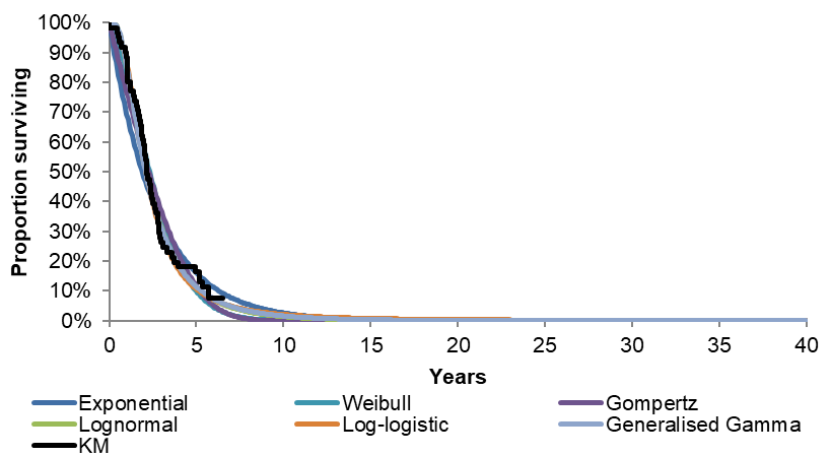 100%
90%
80%
70%
60%
50%
40%
30%
20%
10%
0%
Proportion surviving
0 5 10 15 20 25 30 35 40
Years
Exponential Weibull Gompertz
Lognormal Log-logistic Generalised Gamma
KM